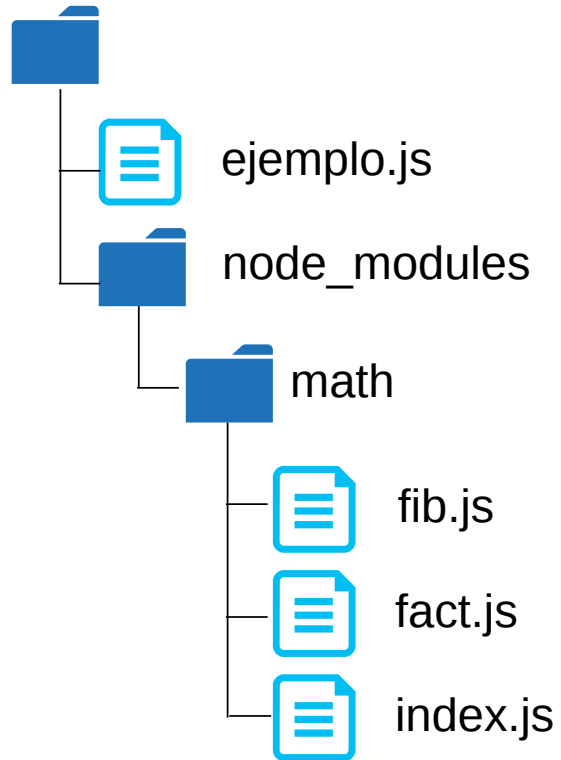 ejemplo.js
node_modules
math
fib.js
fact.js
index.js